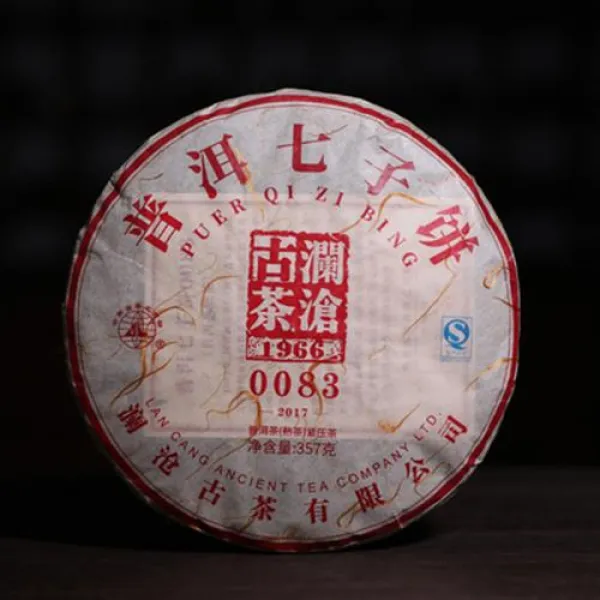 普洱七子饼
PUER QI ZI BING
瀾滄
古茶
1966
0083
2017
普洱茶(熟茶)紧压茶
净含量:357克
LAN CANG ANCIENT TEA COMPANY LTD.
澜沧古茶有限公司